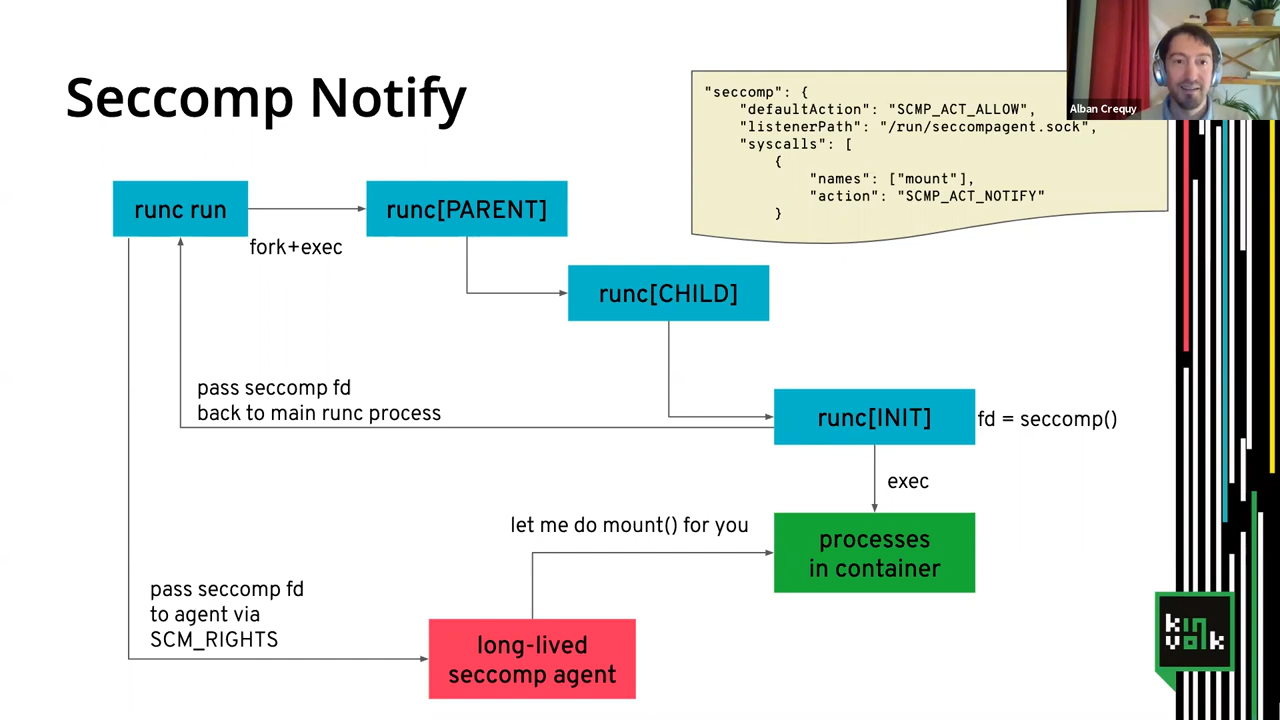 Seccomp Notify
"seccomp": {
"defaultAction": "SCMP_ACT_ALLOW",
"listenerPath": "/run/seccompagent.sock",
"syscalls": [
{
"names": ["mount"],
"action": "SCMP_ACT_NOTIFY"
}
Alban Crequy
runc run
fork+exec
runc[PARENT]
runc[CHILD]
pass seccomp fd
back to main runc process
runc[INIT]
fd = seccomp()
exec
let me do mount() for you
processes
in container
pass seccomp fd
to agent via
SCM_RIGHTS
long-lived
seccomp agent
kin
volk